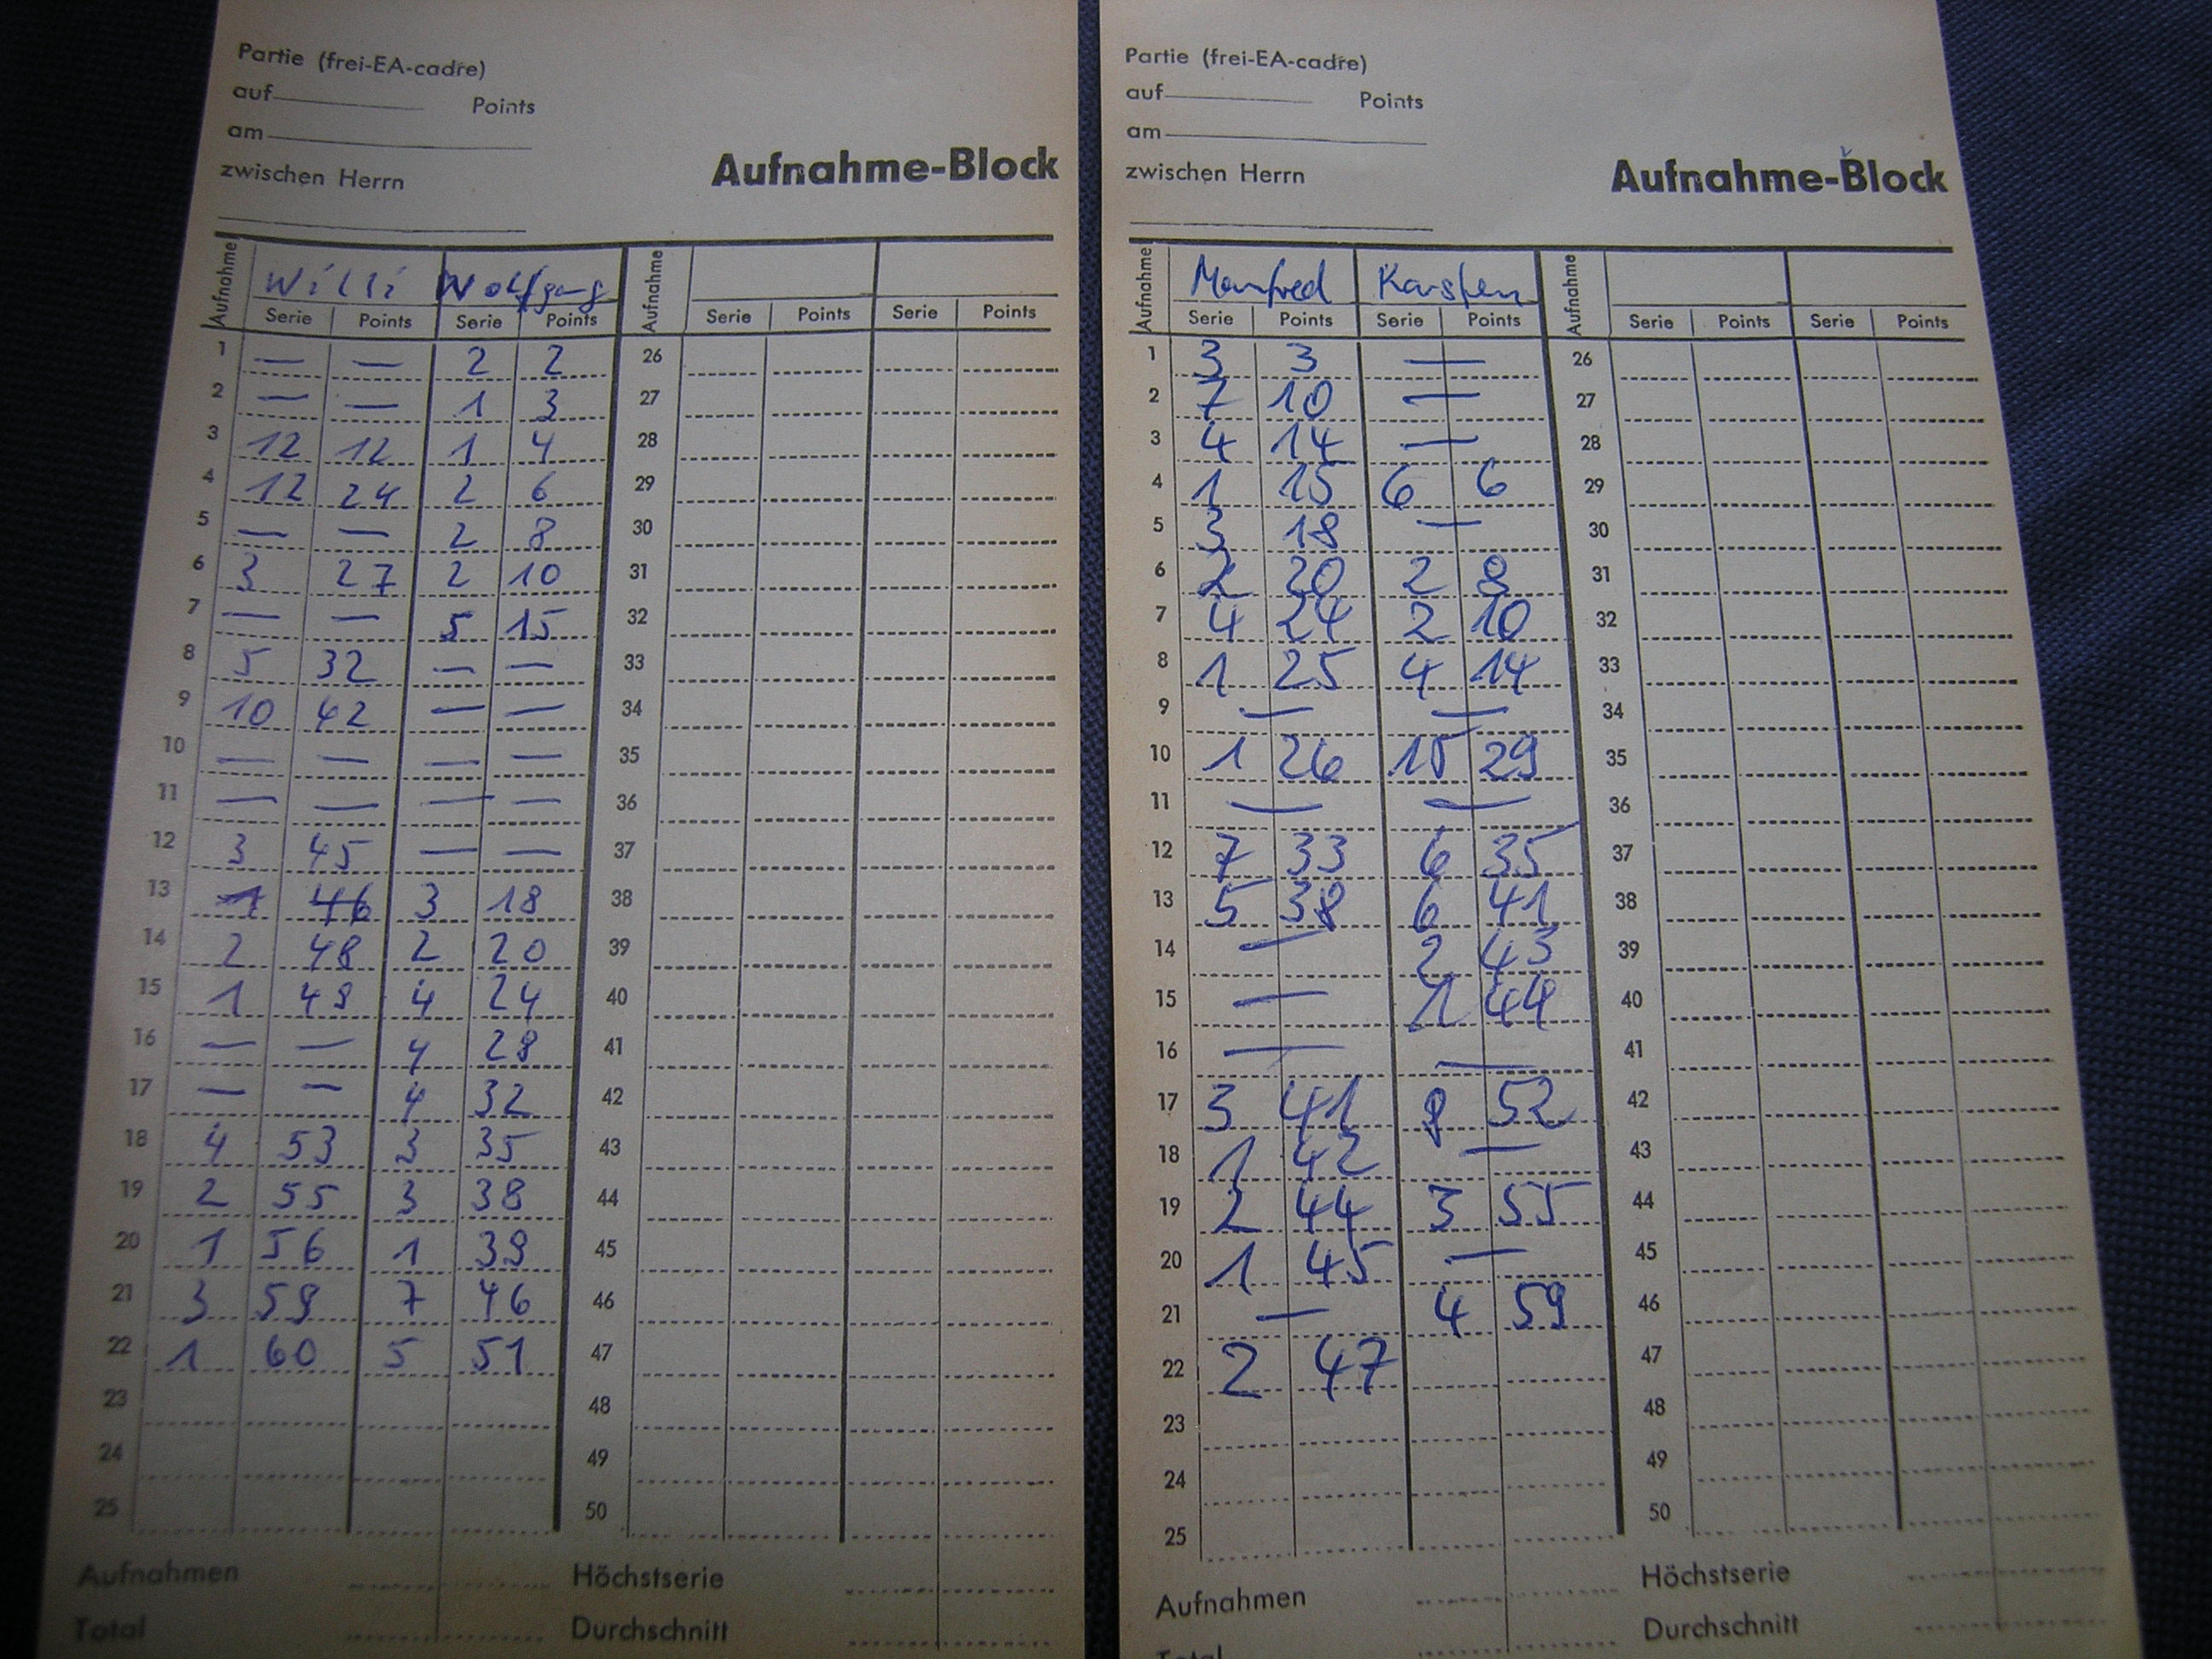 Partie (frei-EA-cadre)
auf Points
am
zwischen Herrn
Aufnahme-Block
Aufnahme Willi Wolfgang Aufnahme
Serie Points Serie Points Serie Points Serie Points
1 — — 2 2 26
2 — — 1 3 27
3 12 12 1 4 28
4 12 24 2 6 29
5 — — 2 8 30
6 3 27 2 10 31
7 — — 5 15 32
8 5 32 — — 33
9 10 42 — — 34
10 — — — — 35
11 — — — — 36
12 3 45 — — 37
13 1 46 3 18 38
14 2 48 2 20 39
15 1 49 4 24 40
16 — — 4 28 41
17 — — 4 32 42
18 4 53 3 35 43
19 2 55 3 38 44
20 1 56 1 39 45
21 3 59 7 46 46
22 1 60 5 51 47
23 48
24 49
25 50
Aufnahmen Höchstserie
Total Durchschnitt
Partie (frei-EA-cadre)
auf Points
am
zwischen Herrn
Aufnahme-Block
Aufnahme Manfred Karsten Aufnahme
Serie Points Serie Points Serie Points Serie Points
1 3 3 — 26
2 7 10 — 27
3 4 14 — 28
4 1 15 6 6 29
5 3 18 — 30
6 2 20 2 8 31
7 4 24 2 10 32
8 1 25 4 14 33
9 — — 34
10 1 26 15 29 35
11 — — 36
12 7 33 6 35 37
13 5 38 6 41 38
14 — 2 43 39
15 — 1 44 40
16 — — 41
17 3 41 8 52 42
18 1 42 — 43
19 2 44 3 55 44
20 1 45 — 45
21 — 4 59 46
22 2 47 47
23 48
24 49
25 50
Aufnahmen Höchstserie
Total Durchschnitt